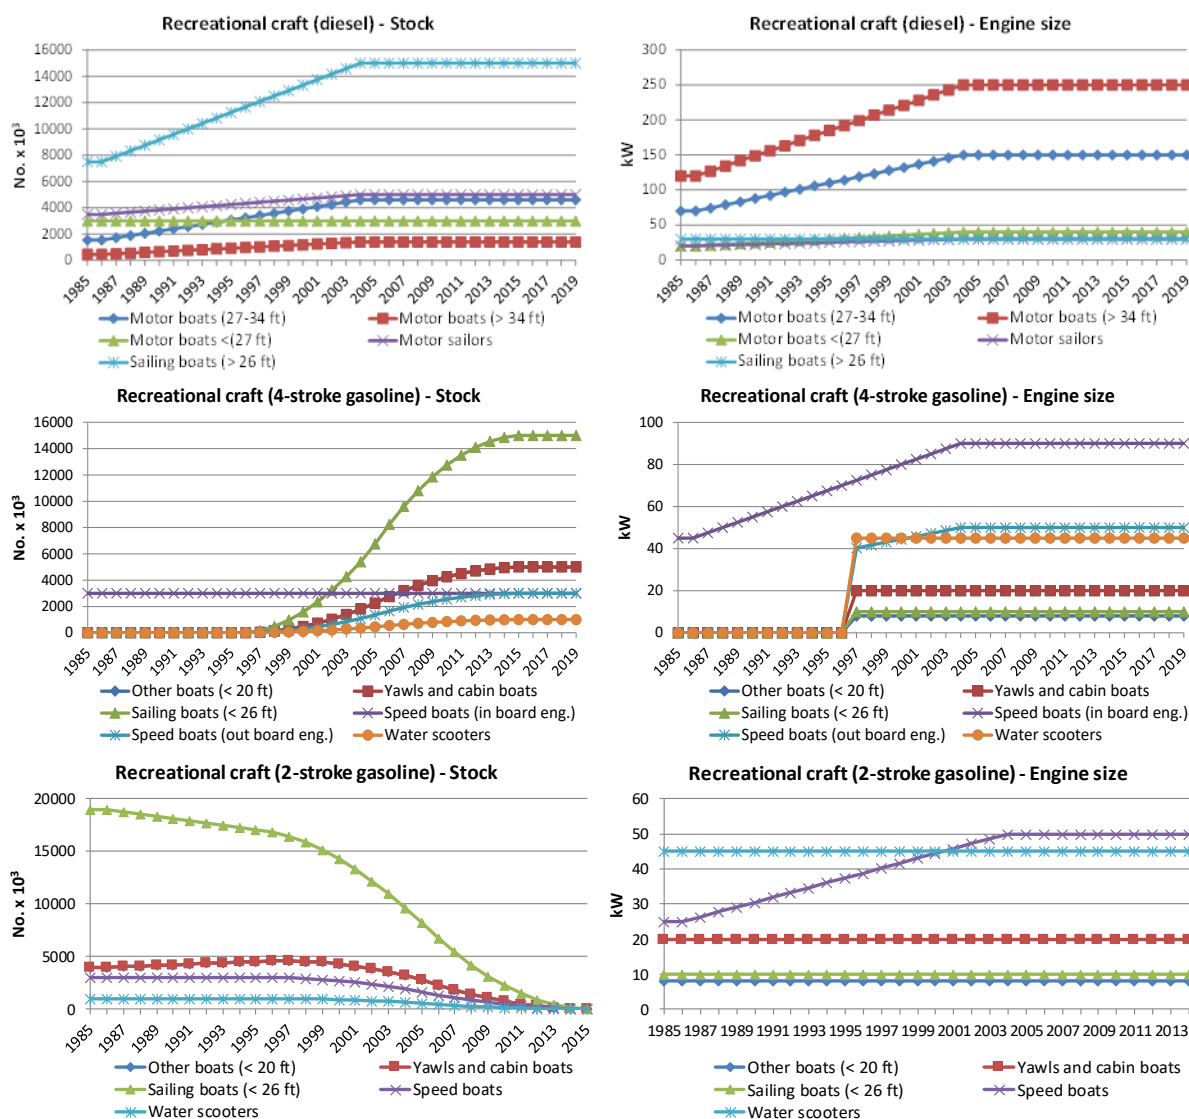 Recreational craft (diesel) - Stock
16000
14000
12000
10000
8000
6000
4000
2000
0
No. x 10³
1985
1987
1989
1991
1993
1995
1997
1999
2001
2003
2005
2007
2009
2011
2013
2015
2017
2019
Motor boats (27-34 ft)
Motor boats (> 34 ft)
Motor boats <(27 ft)
Motor sailors
Sailing boats (> 26 ft)
Recreational craft (diesel) - Engine size
300
250
200
150
100
50
0
kW
1985
1987
1989
1991
1993
1995
1997
1999
2001
2003
2005
2007
2009
2011
2013
2015
2017
2019
Motor boats (27-34 ft)
Motor boats (> 34 ft)
Motor boats <(27 ft)
Motor sailors
Sailing boats (> 26 ft)
Recreational craft (4-stroke gasoline) - Stock
16000
14000
12000
10000
8000
6000
4000
2000
0
No. x 10³
1985
1987
1989
1991
1993
1995
1997
1999
2001
2003
2005
2007
2009
2011
2013
2015
2017
2019
Other boats (< 20 ft)
Yawls and cabin boats
Sailing boats (< 26 ft)
Speed boats (in board eng.)
Speed boats (out board eng.)
Water scooters
Recreational craft (4-stroke gasoline) - Engine size
100
80
60
40
20
0
kW
1985
1987
1989
1991
1993
1995
1997
1999
2001
2003
2005
2007
2009
2011
2013
2015
2017
2019
Other boats (< 20 ft)
Yawls and cabin boats
Sailing boats (< 26 ft)
Speed boats (in board eng.)
Speed boats (out board eng.)
Water scooters
Recreational craft (2-stroke gasoline) - Stock
20000
15000
10000
5000
0
No. x 10³
1985
1987
1989
1991
1993
1995
1997
1999
2001
2003
2005
2007
2009
2011
2013
2015
Other boats (< 20 ft)
Yawls and cabin boats
Sailing boats (< 26 ft)
Speed boats
Water scooters
Recreational craft (2-stroke gasoline) - Engine size
60
50
40
30
20
10
0
kW
1985 1987 1989 1991 1993 1995 1997 1999 2001 2003 2005 2007 2009 2011 2013
Other boats (< 20 ft)
Yawls and cabin boats
Sailing boats (< 26 ft)
Speed boats
Water scooters